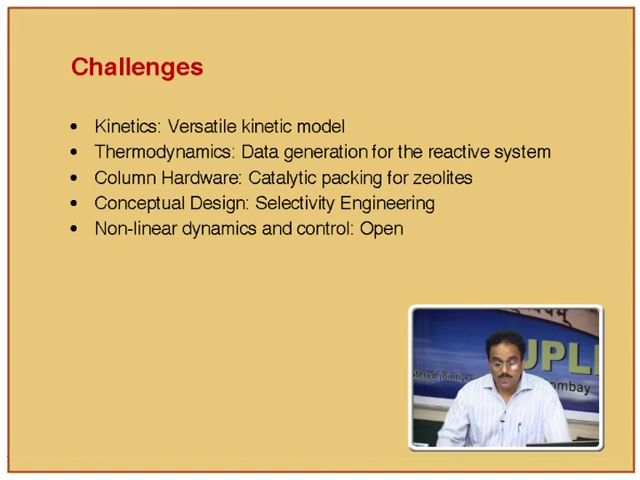 Challenges
• Kinetics: Versatile kinetic model
• Thermodynamics: Data generation for the reactive system
• Column Hardware: Catalytic packing for zeolites
• Conceptual Design: Selectivity Engineering
• Non-linear dynamics and control: Open
UPLI